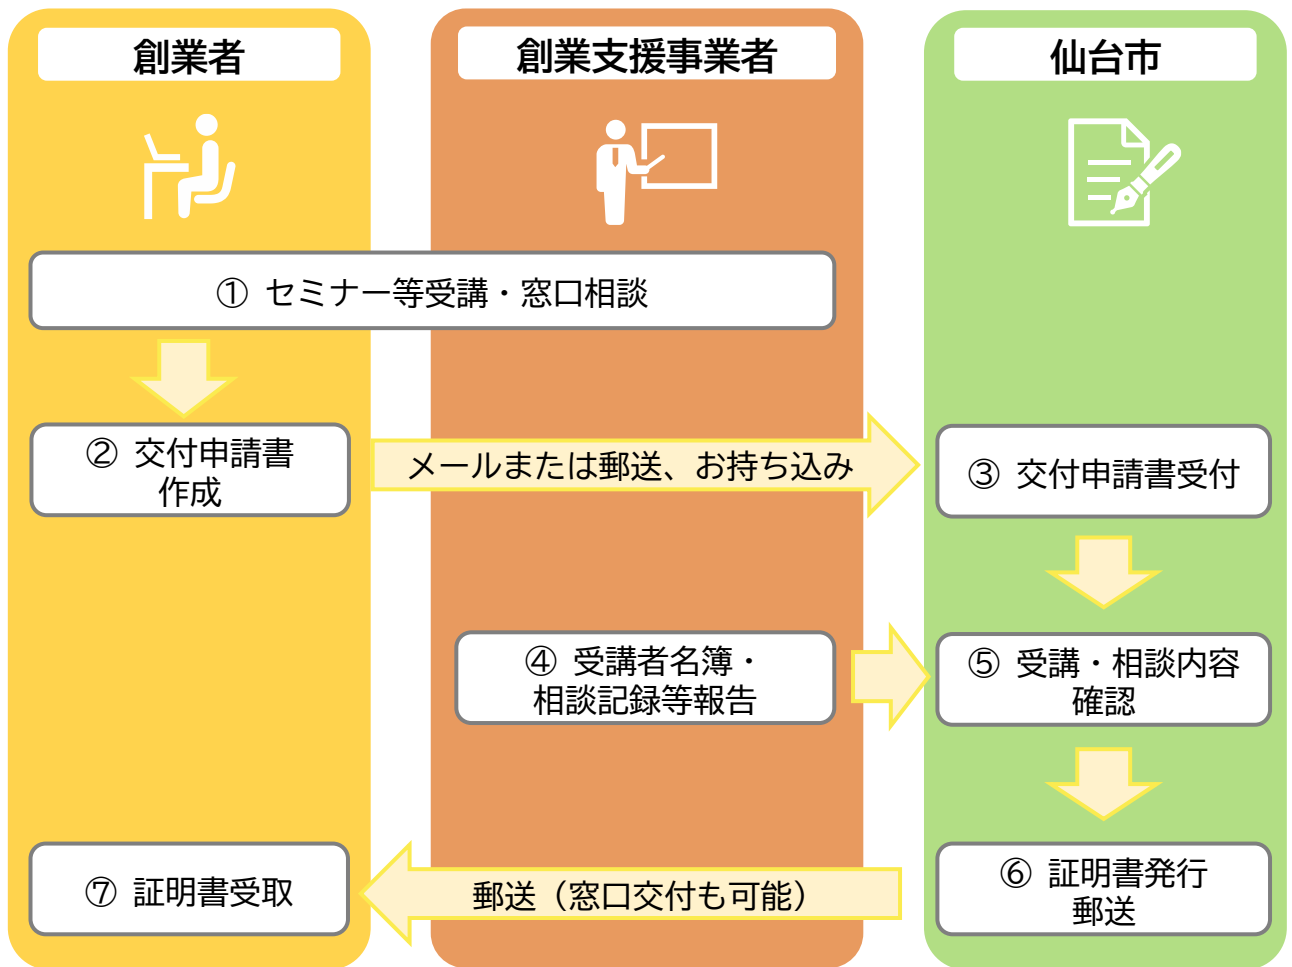 創業者
創業支援事業者
仙台市
① セミナー等受講・窓口相談
② 交付申請書
作成
メールまたは郵送、お持ち込み
③ 交付申請書受付
④ 受講者名簿・
相談記録等報告
⑤ 受講・相談内容
確認
⑥ 証明書発行
郵送
郵送（窓口交付も可能）
⑦ 証明書受取